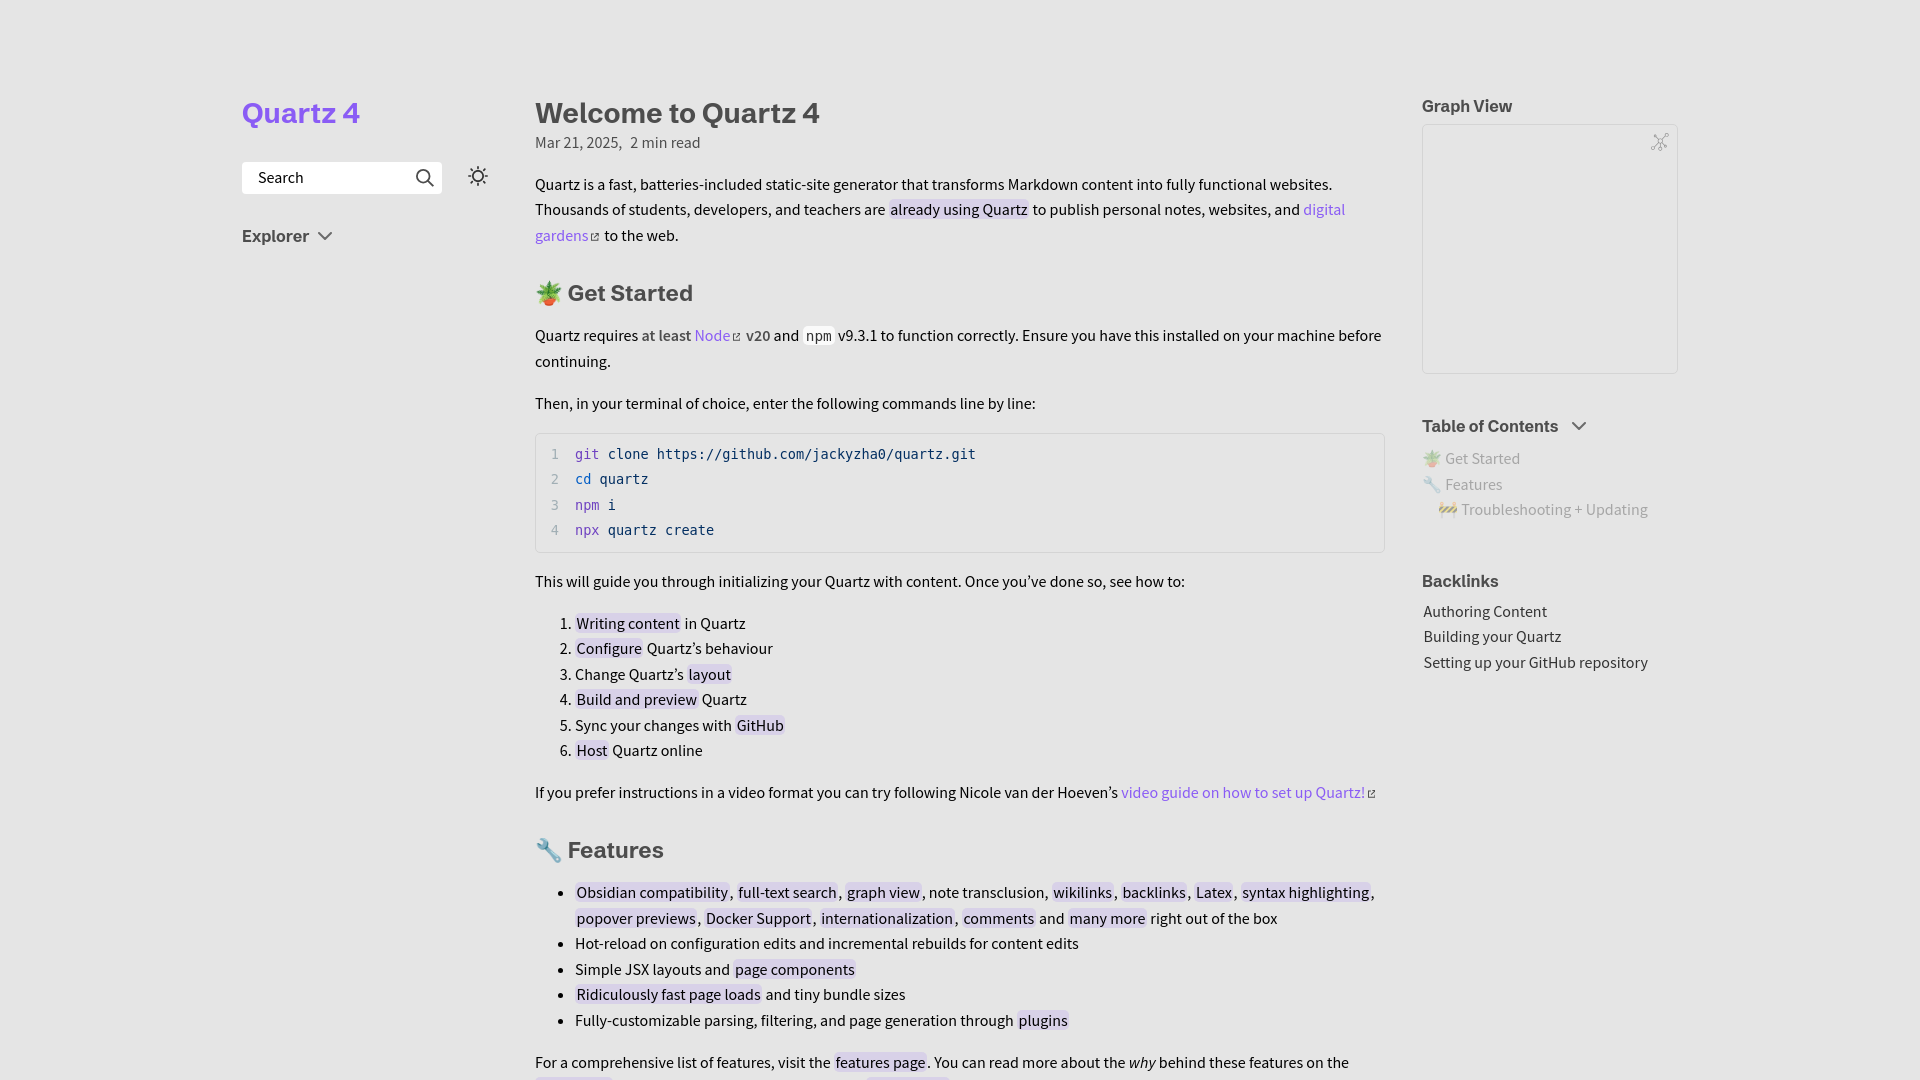 Quartz 4
Search
Explorer
Welcome to Quartz 4
Mar 21, 2025, 2 min read
Quartz is a fast, batteries-included static-site generator that transforms Markdown content into fully functional websites.
Thousands of students, developers, and teachers are already using Quartz to publish personal notes, websites, and digital
gardens to the web.
🪴 Get Started
Quartz requires at least Node v20 and npm v9.3.1 to function correctly. Ensure you have this installed on your machine before
continuing.
Then, in your terminal of choice, enter the following commands line by line:
1 git clone https://github.com/jackyzha0/quartz.git
2 cd quartz
3 npm i
4 npx quartz create
This will guide you through initializing your Quartz with content. Once you’ve done so, see how to:
1. Writing content in Quartz
2. Configure Quartz’s behaviour
3. Change Quartz’s layout
4. Build and preview Quartz
5. Sync your changes with GitHub
6. Host Quartz online
If you prefer instructions in a video format you can try following Nicole van der Hoeven’s video guide on how to set up Quartz!
🔧 Features
• Obsidian compatibility, full-text search, graph view, note transclusion, wikilinks, backlinks, Latex, syntax highlighting,
popover previews, Docker Support, internationalization, comments and many more right out of the box
• Hot-reload on configuration edits and incremental rebuilds for content edits
• Simple JSX layouts and page components
• Ridiculously fast page loads and tiny bundle sizes
• Fully-customizable parsing, filtering, and page generation through plugins
For a comprehensive list of features, visit the features page. You can read more about the why behind these features on the
Graph View
Table of Contents
🪴 Get Started
🔧 Features
🚧 Troubleshooting + Updating
Backlinks
Authoring Content
Building your Quartz
Setting up your GitHub repository